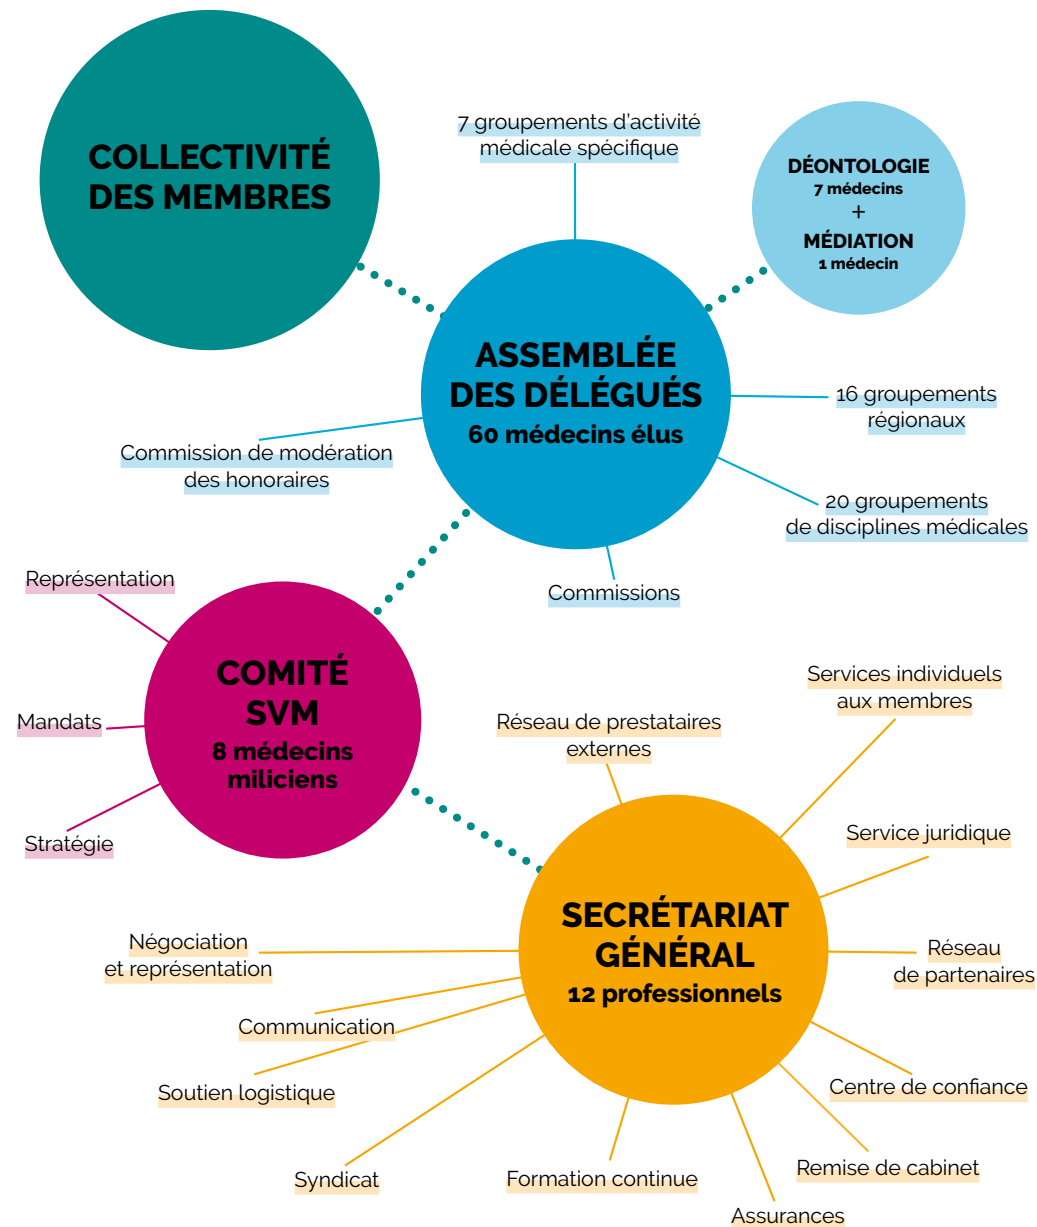 COLLECTIVITÉ
DES MEMBRES
7 groupements d'activité
médicale spécifique
DÉONTOLOGIE
7 médecins
+
MÉDIATION
1 médecin
ASSEMBLÉE
DES DÉLÉGUÉS
60 médecins élus
16 groupements
régionaux
Commission de modération
des honoraires
20 groupements
de disciplines médicales
Commissions
Représentation
COMITÉ
SVM
8 médecins
miliciens
Mandats
Stratégie
Services individuels
aux membres
Réseau de prestataires
externes
Service juridique
SECRÉTARIAT
GÉNÉRAL
12 professionnels
Négociation
et représentation
Réseau
de partenaires
Communication
Soutien logistique
Centre de confiance
Syndicat
Formation continue
Remise de cabinet
Assurances